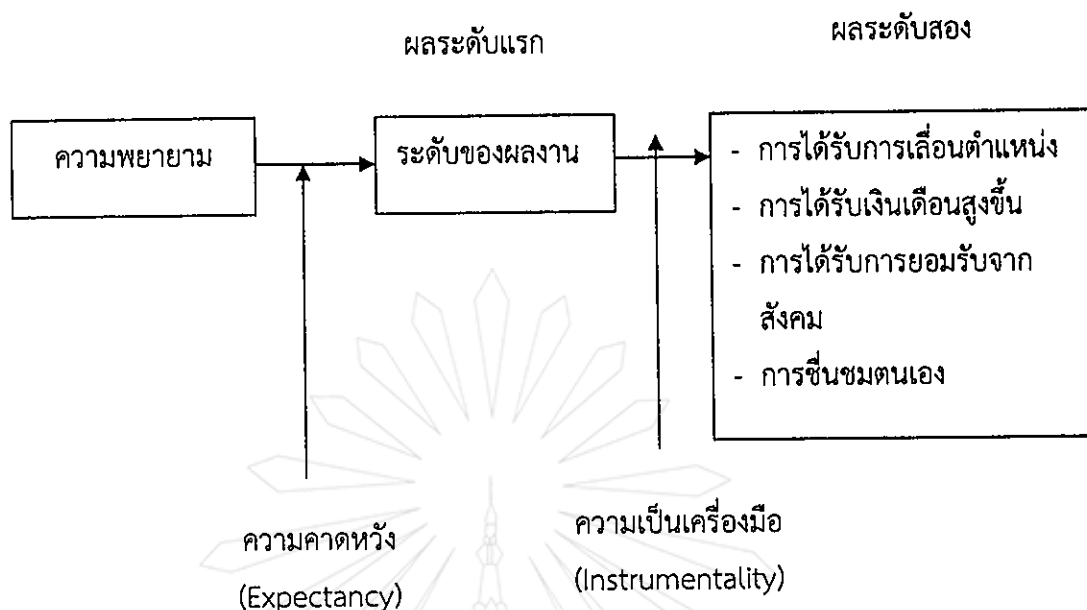 ผลระดับแรก
ผลระดับสอง
ความพยายาม
ระดับของผลงาน
- การได้รับการเลื่อนตำแหน่ง
- การได้รับเงินเดือนสูงขึ้น
- การได้รับการยอมรับจาก
สังคม
- การชื่นชมตนเอง
ความคาดหวัง
(Expectancy)
ความเป็นเครื่องมือ
(Instrumentality)